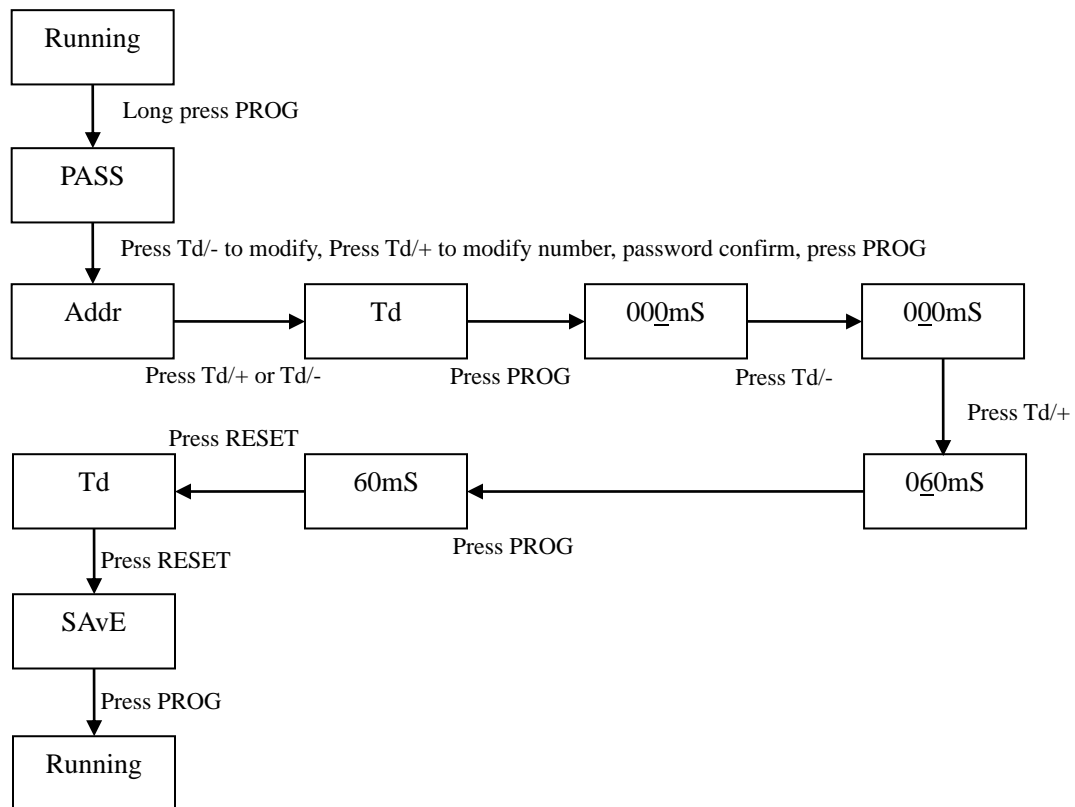 Running
Long press PROG
PASS
Press Td/- to modify, Press Td/+ to modify number, password confirm, press PROG
Addr
Td
000mS
000mS
Press Td/+ or Td/-
Press PROG
Press Td/-
Press Td/+
Press RESET
Td
60mS
060mS
Press PROG
Press RESET
SAvE
Press PROG
Running